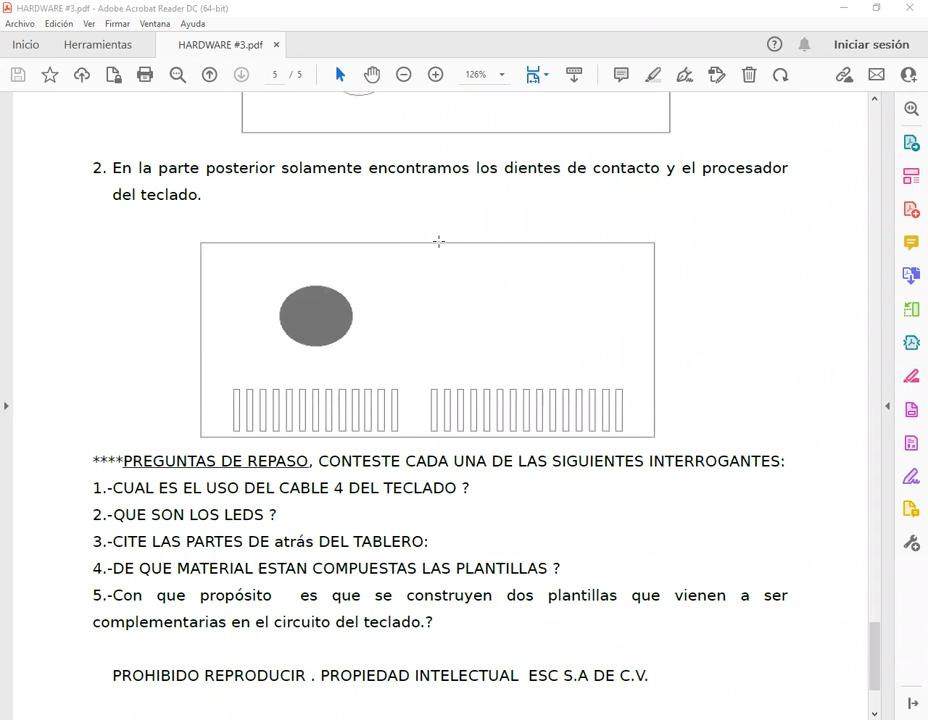 HARDWARE #3.pdf - Adobe Acrobat Reader DC (64-bit)
Archivo Edición Ver Firmar Ventana Ayuda
Inicio Herramientas HARDWARE #3.pdf × Iniciar sesión
5 / 5 126%
2. En la parte posterior solamente encontramos los dientes de contacto y el procesador
del teclado.
****PREGUNTAS DE REPASO, CONTESTE CADA UNA DE LAS SIGUIENTES INTERROGANTES:
1.-CUAL ES EL USO DEL CABLE 4 DEL TECLADO ?
2.-QUE SON LOS LEDS ?
3.-CITE LAS PARTES DE atrás DEL TABLERO:
4.-DE QUE MATERIAL ESTAN COMPUESTAS LAS PLANTILLAS ?
5.-Con que propósito es que se construyen dos plantillas que vienen a ser
complementarias en el circuito del teclado.?
PROHIBIDO REPRODUCIR . PROPIEDAD INTELECTUAL ESC S.A DE C.V.